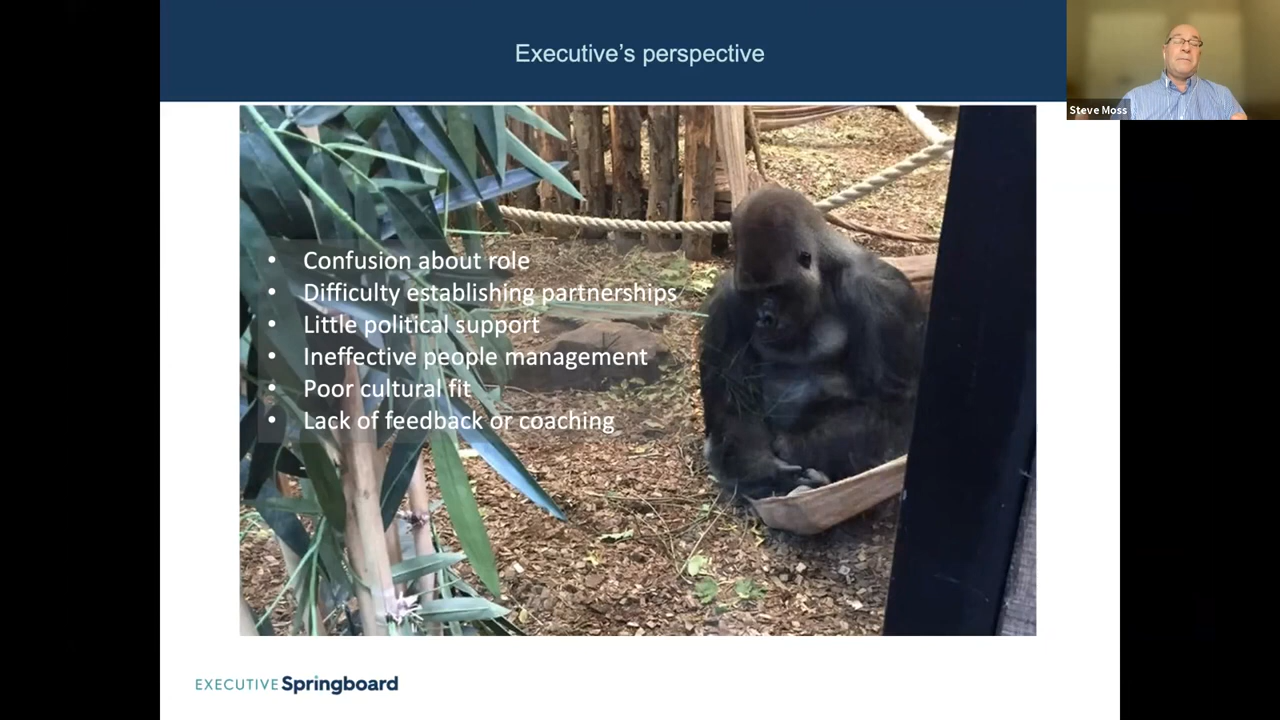 Executive’s perspective
Steve Moss
• Confusion about role
• Difficulty establishing partnerships
• Little political support
• Ineffective people management
• Poor cultural fit
• Lack of feedback or coaching
EXECUTIVE Springboard